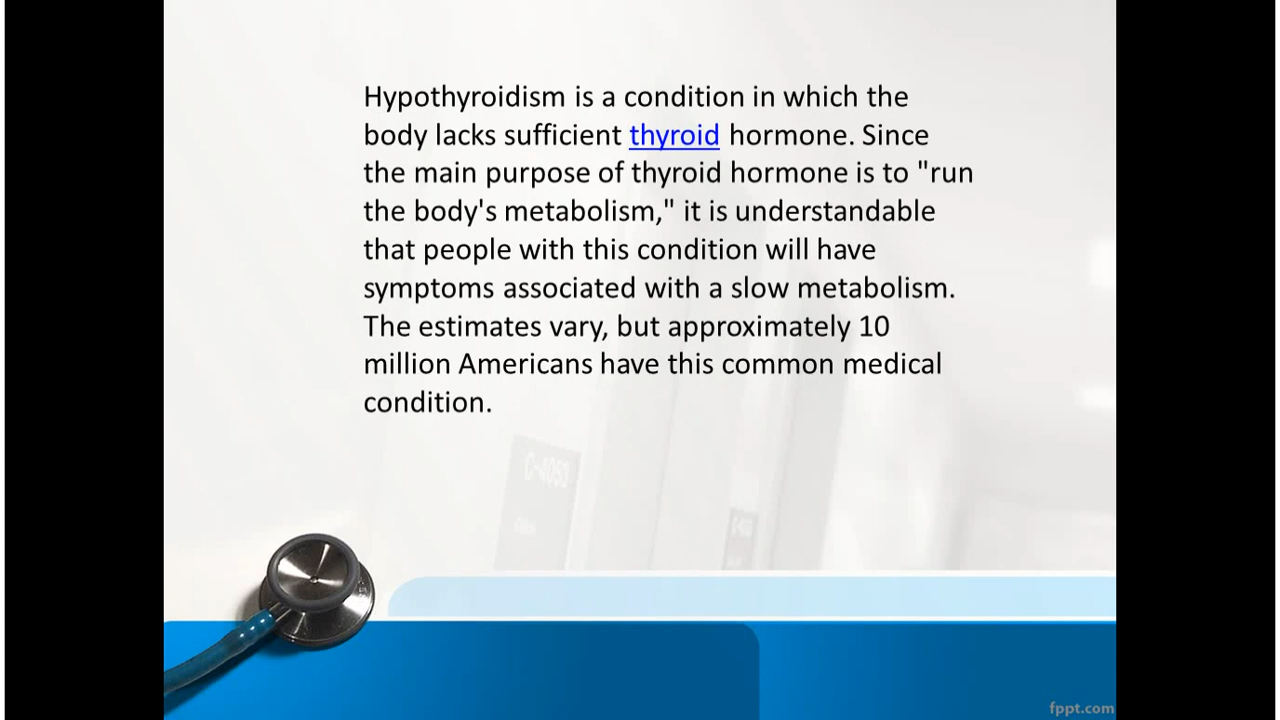 Hypothyroidism is a condition in which the
body lacks sufficient thyroid hormone. Since
the main purpose of thyroid hormone is to "run
the body's metabolism," it is understandable
that people with this condition will have
symptoms associated with a slow metabolism.
The estimates vary, but approximately 10
million Americans have this common medical
condition.
fppt.com